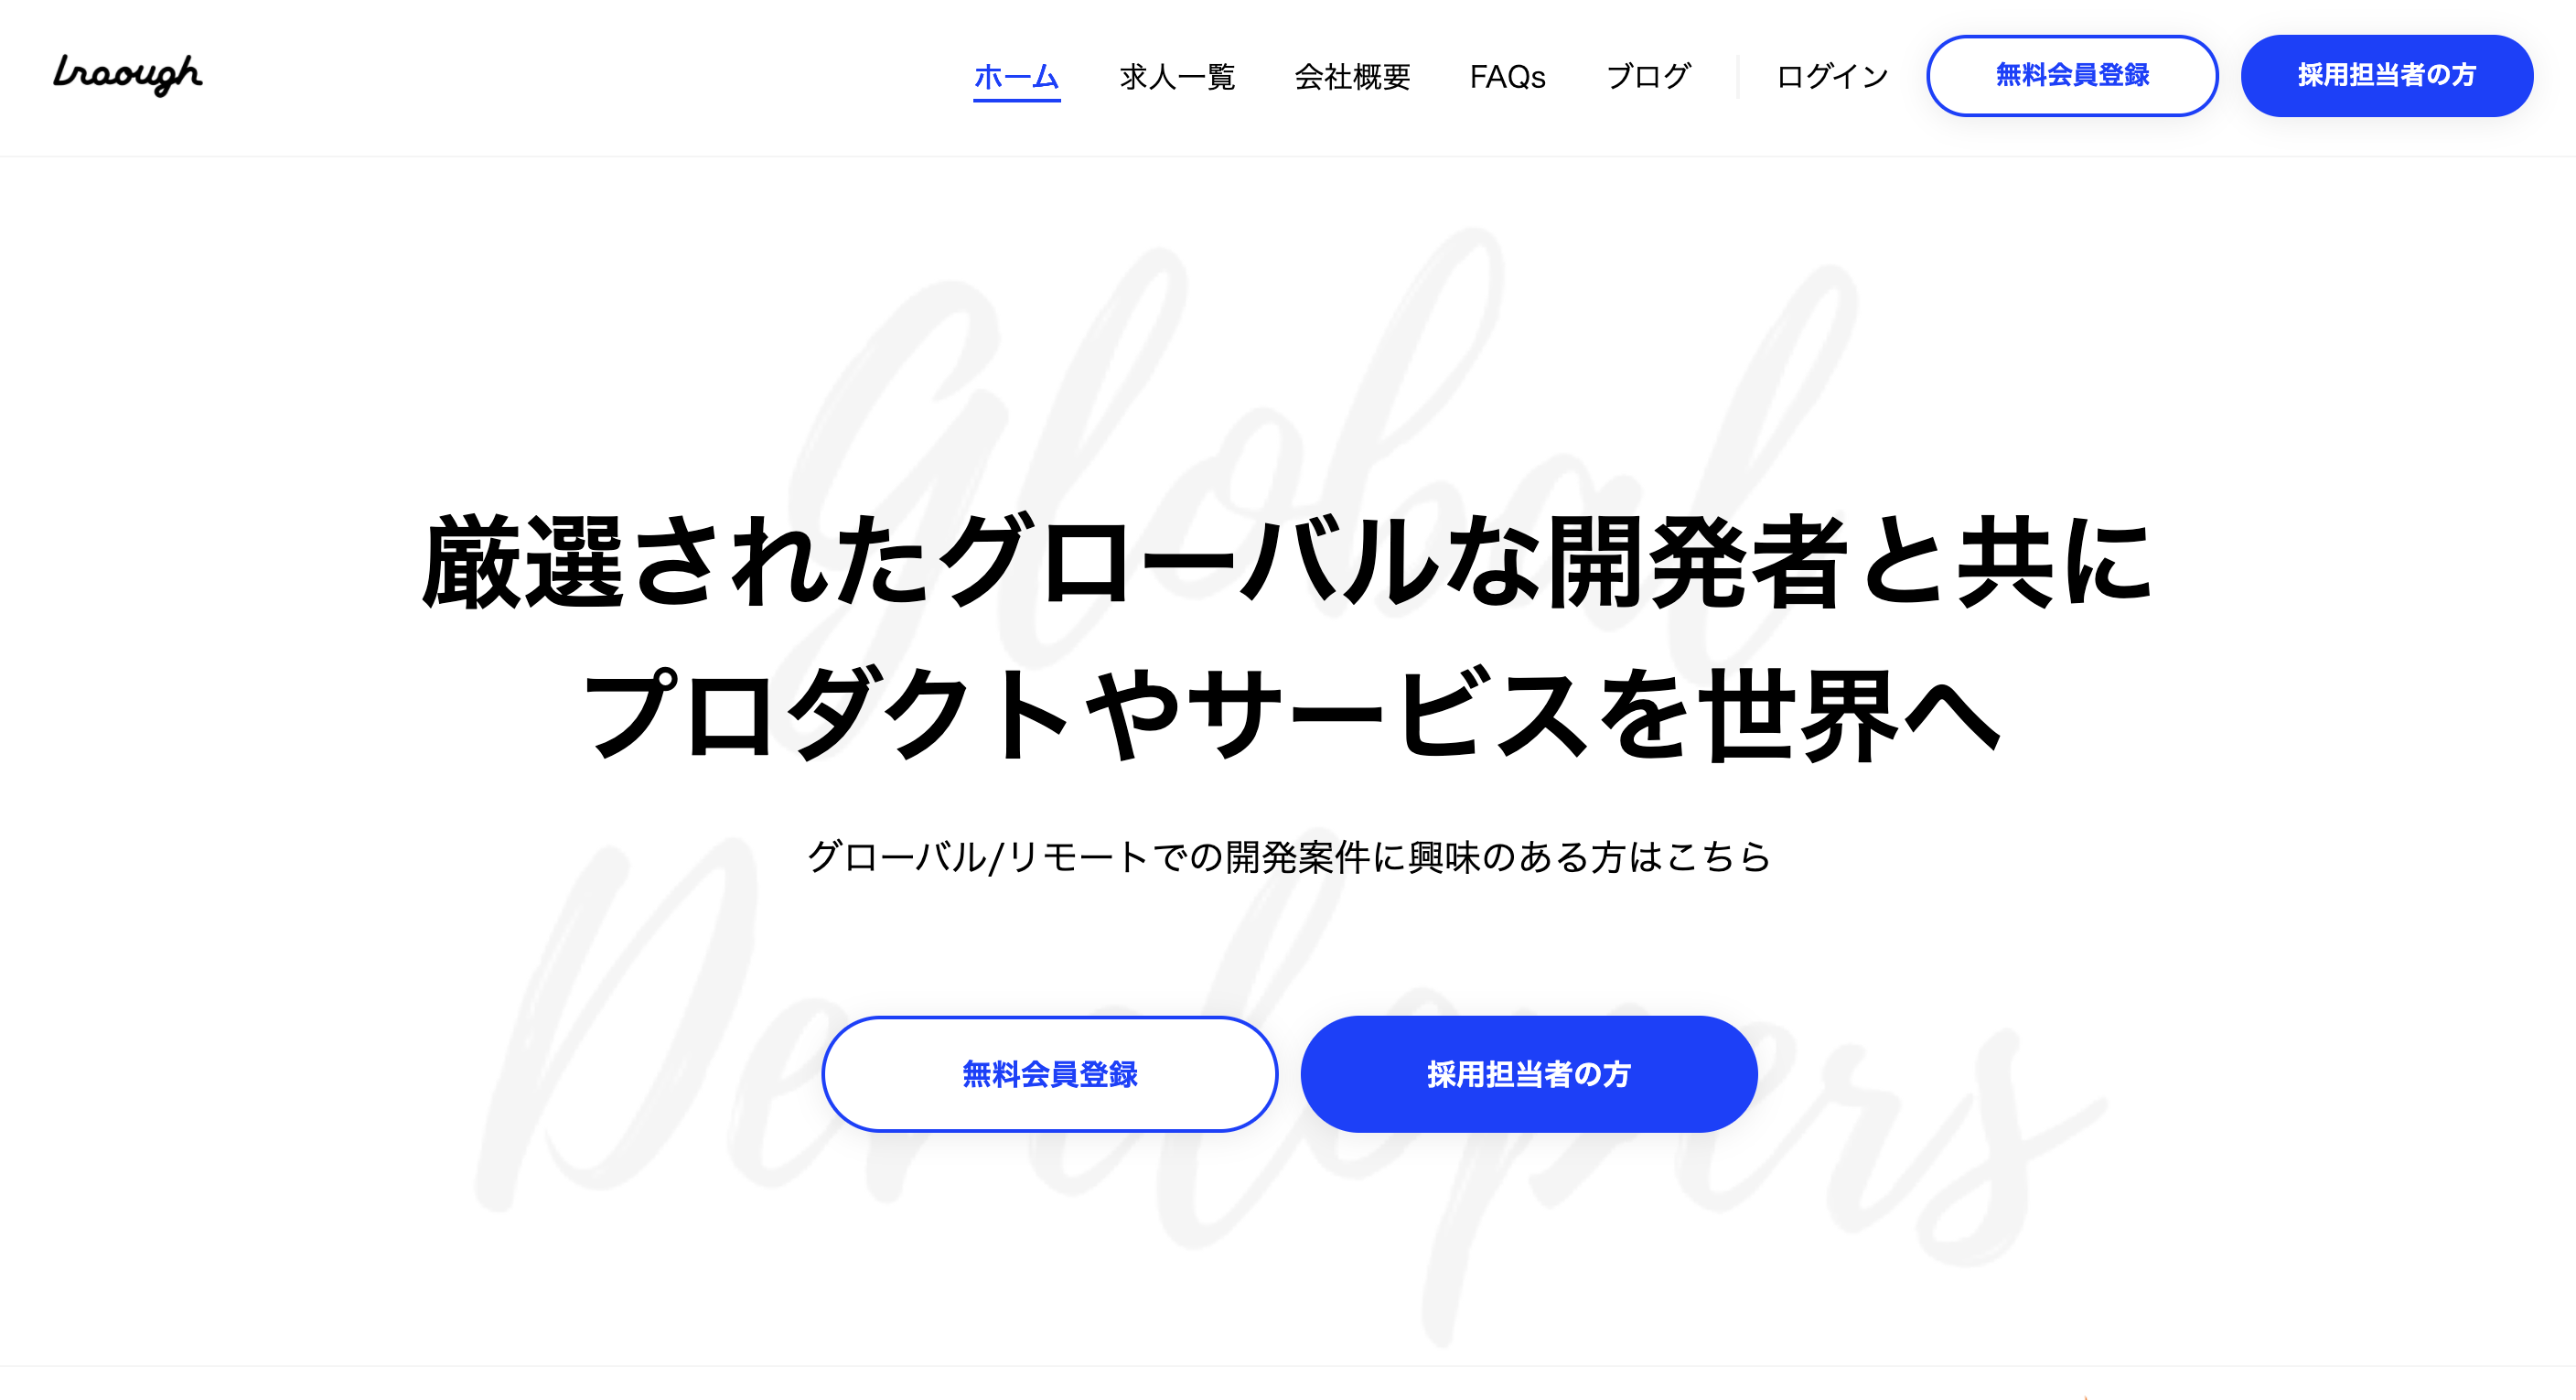 lraough
ホーム 求人一覧 会社概要 FAQs ブログ ログイン 無料会員登録 採用担当者の方
Global
厳選されたグローバルな開発者と共に
プロダクトやサービスを世界へ
グローバル/リモートでの開発案件に興味のある方はこちら
Developers
無料会員登録 採用担当者の方